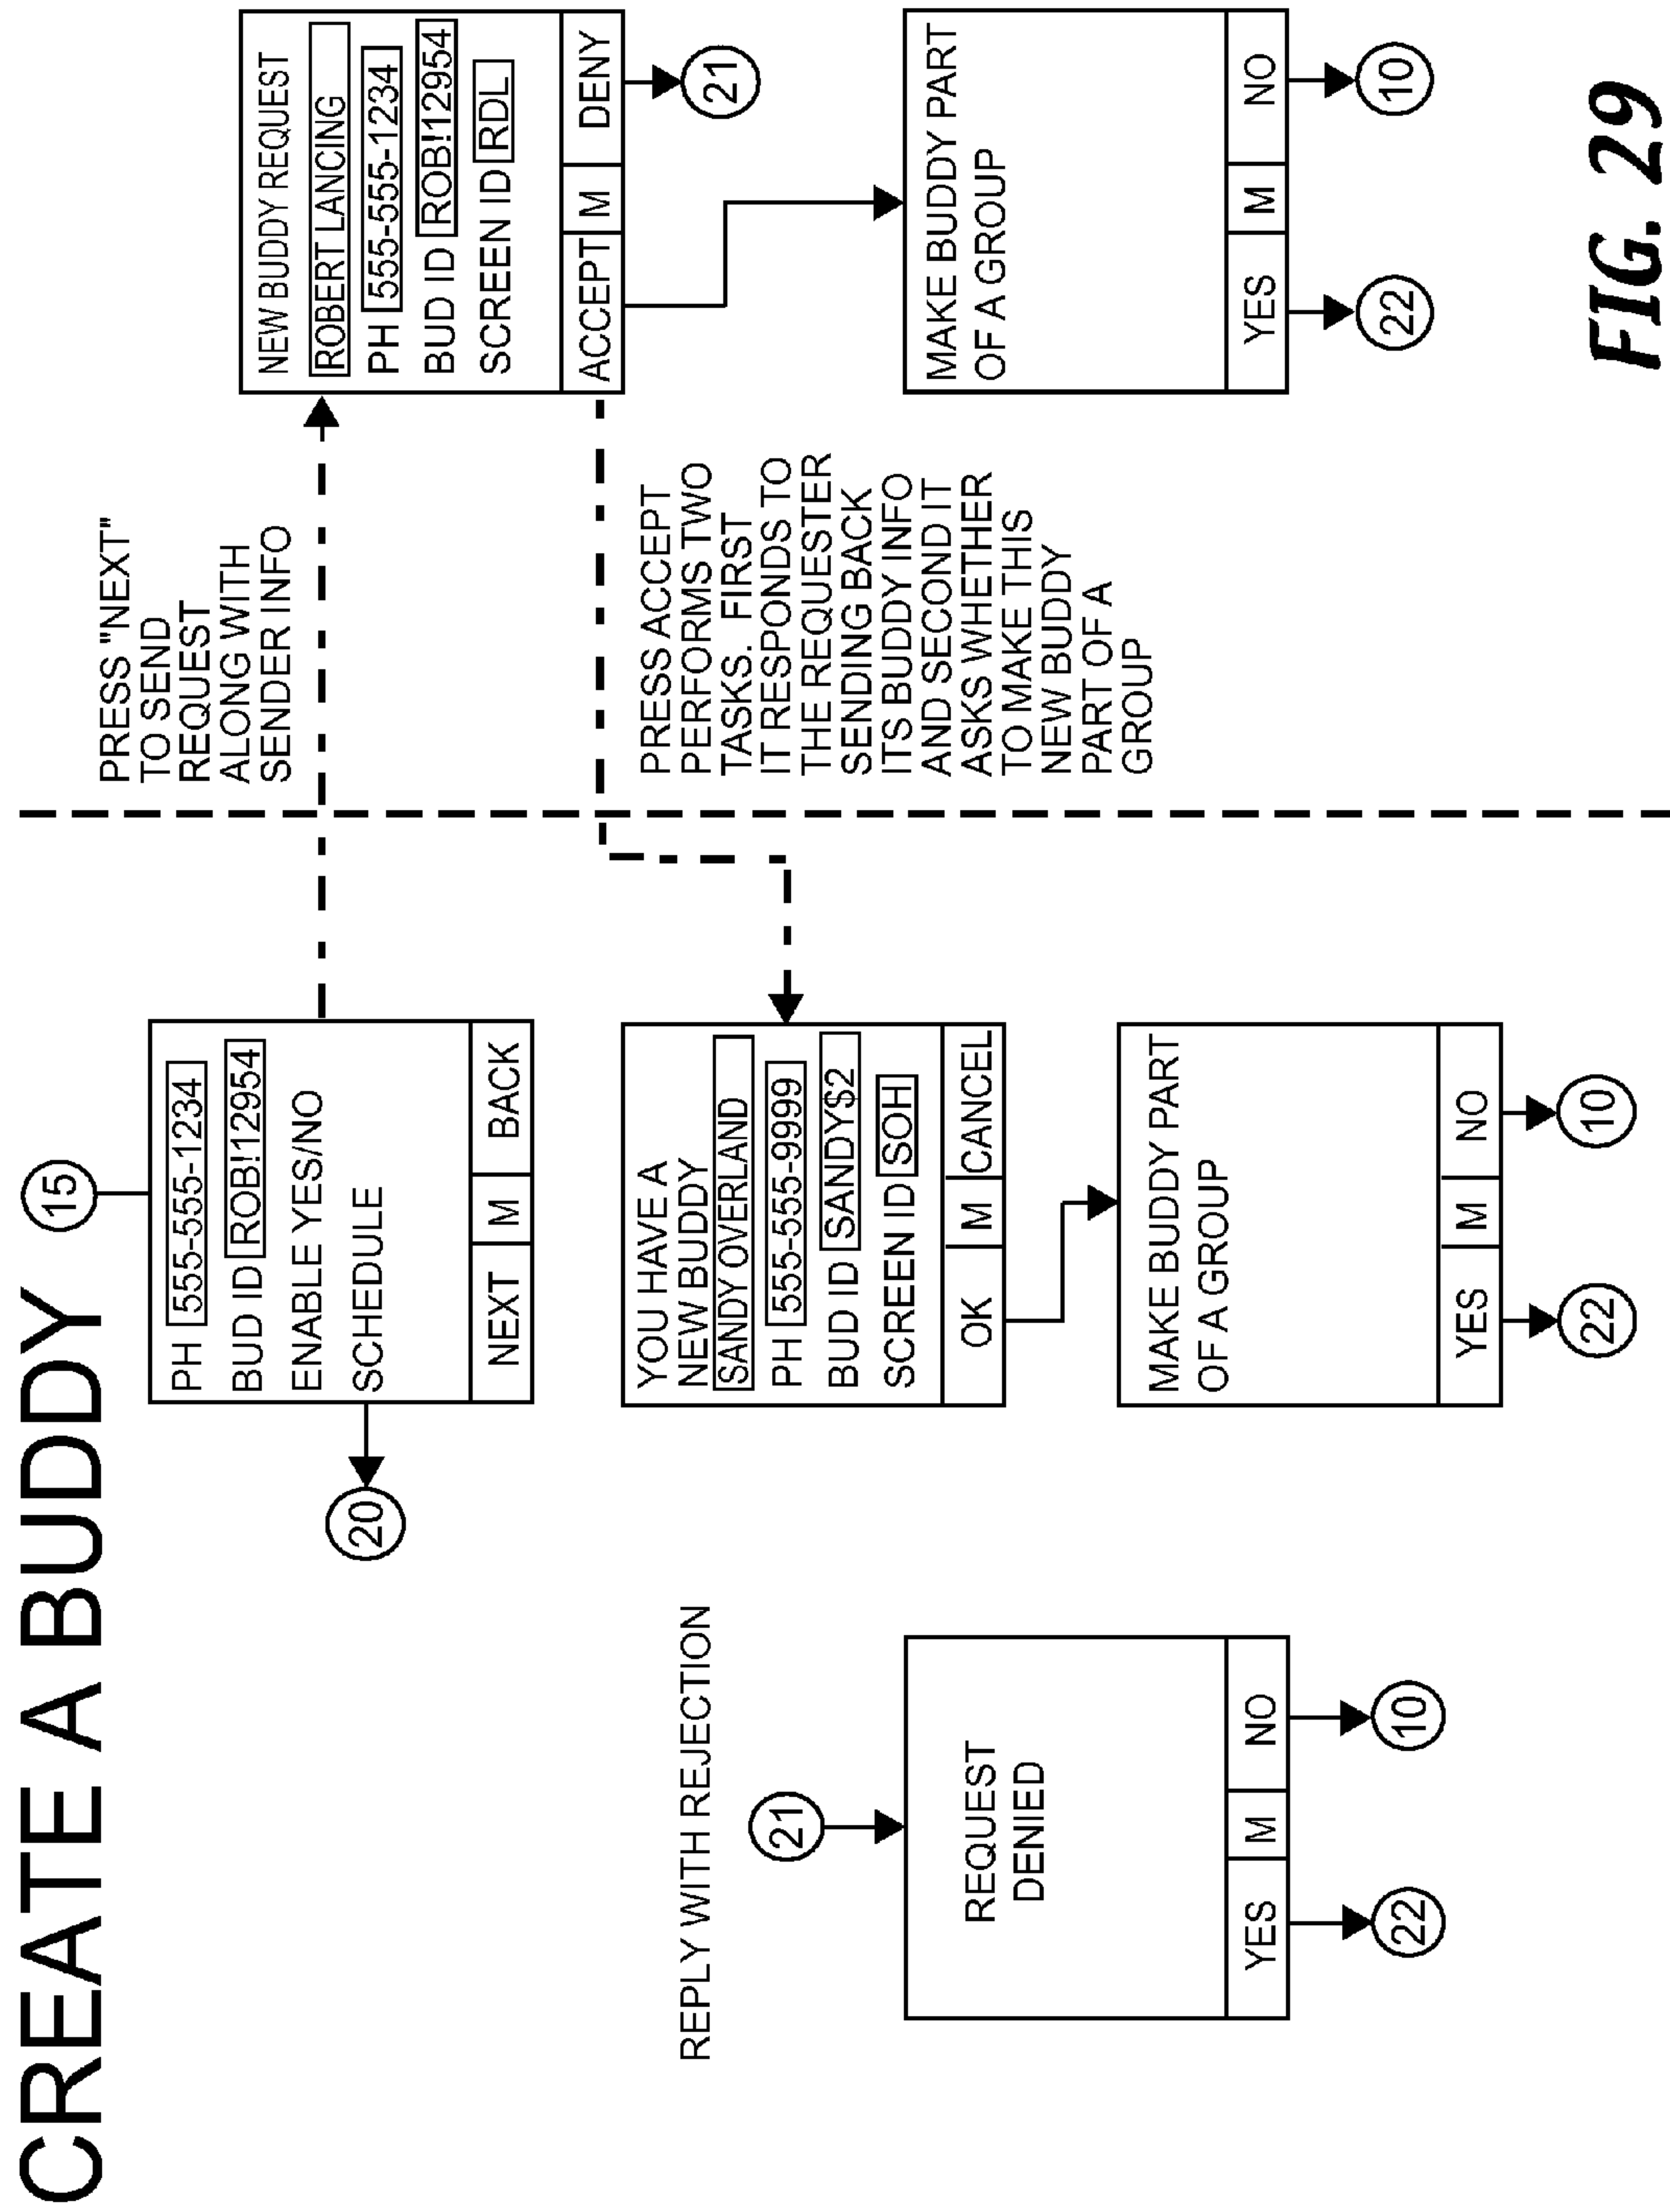 CREATE A BUDDY
15
PH 555-555-1234
BUD ID ROB!12954
ENABLE YES/NO
SCHEDULE
NEXT M BACK
20
PRESS "NEXT"
TO SEND
REQUEST
ALONG WITH
SENDER INFO
NEW BUDDY REQUEST
ROBERT LANCING
PH 555-555-1234
BUD ID ROB!12954
SCREEN ID RDL
ACCEPT M DENY
21
REPLY WITH REJECTION
21
REQUEST
DENIED
YES M NO
22 10
YOU HAVE A
NEW BUDDY
SANDY OVERLAND
PH 555-555-9999
BUD ID SANDY$2
SCREEN ID SOH
OK M CANCEL
MAKE BUDDY PART
OF A GROUP
YES M NO
22 10
PRESS ACCEPT
PERFORMS TWO
TASKS. FIRST
IT RESPONDS TO
THE REQUESTER
SENDING BACK
ITS BUDDY INFO
AND SECOND IT
ASKS WHETHER
TO MAKE THIS
NEW BUDDY
PART OF A
GROUP
MAKE BUDDY PART
OF A GROUP
YES M NO
22 10
FIG. 29